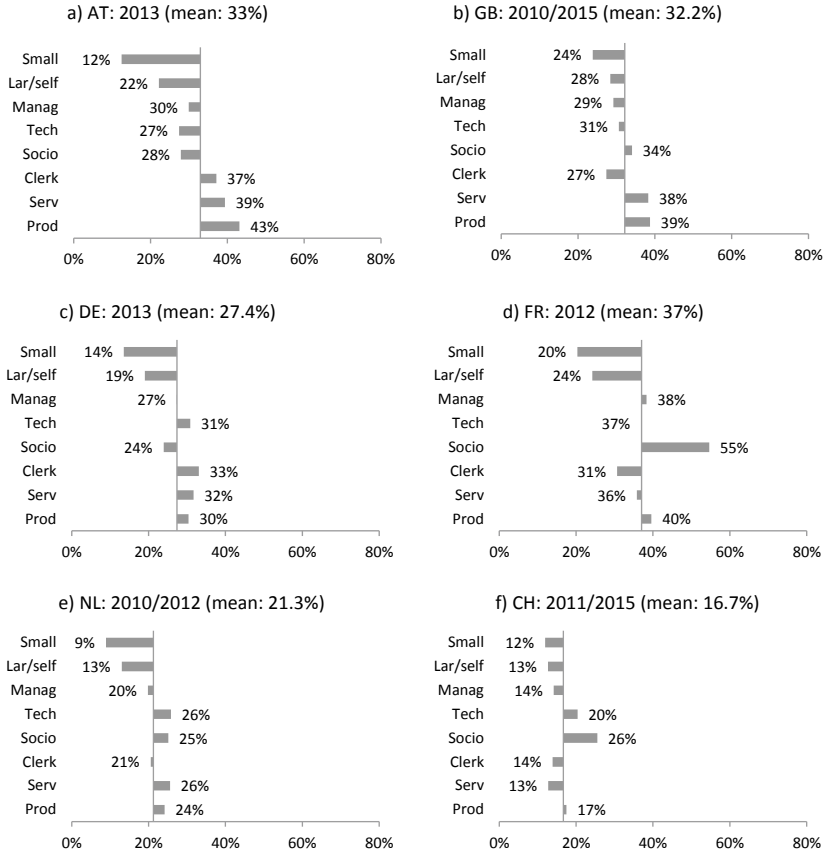 a) AT: 2013 (mean: 33%)
Small 12%
Lar/self 22%
Manag 30%
Tech 27%
Socio 28%
Clerk 37%
Serv 39%
Prod 43%
0% 20% 40% 60% 80%
b) GB: 2010/2015 (mean: 32.2%)
Small 24%
Lar/self 28%
Manag 29%
Tech 31%
Socio 34%
Clerk 27%
Serv 38%
Prod 39%
0% 20% 40% 60% 80%
c) DE: 2013 (mean: 27.4%)
Small 14%
Lar/self 19%
Manag 27%
Tech 31%
Socio 24%
Clerk 33%
Serv 32%
Prod 30%
0% 20% 40% 60% 80%
d) FR: 2012 (mean: 37%)
Small 20%
Lar/self 24%
Manag 38%
Tech 37%
Socio 55%
Clerk 31%
Serv 36%
Prod 40%
0% 20% 40% 60% 80%
e) NL: 2010/2012 (mean: 21.3%)
Small 9%
Lar/self 13%
Manag 20%
Tech 26%
Socio 25%
Clerk 21%
Serv 26%
Prod 24%
0% 20% 40% 60% 80%
f) CH: 2011/2015 (mean: 16.7%)
Small 12%
Lar/self 13%
Manag 14%
Tech 20%
Socio 26%
Clerk 14%
Serv 13%
Prod 17%
0% 20% 40% 60% 80%